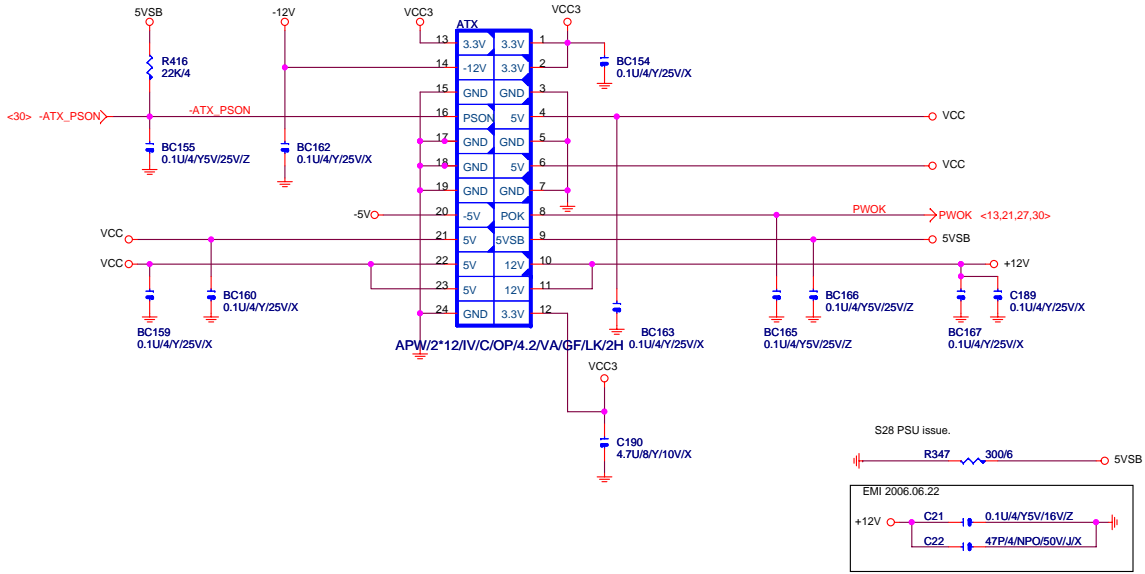 5VSB
-12V
VCC3
VCC3
ATX
R416
22K/4
BC154
0.1U/4/Y/25V/X
<30> -ATX_PSON
-ATX_PSON
BC155
0.1U/4/Y5V/25V/Z
BC162
0.1U/4/Y/25V/X
13 3.3V 3.3V 1
14 -12V 3.3V 2
15 GND GND 3
16 PSON 5V 4
17 GND GND 5
18 GND 5V 6
19 GND GND 7
20 -5V POK 8
21 5V 5VSB 9
22 5V 12V 10
23 5V 12V 11
24 GND 3.3V 12
APW/2*12/IV/C/OP/4.2/VA/GF/LK/2H
VCC
VCC
-5V
PWOK
PWOK <13,21,27,30>
5VSB
+12V
VCC
VCC
BC160
0.1U/4/Y/25V/X
BC159
0.1U/4/Y/25V/X
BC163
0.1U/4/Y/25V/X
BC165
0.1U/4/Y5V/25V/Z
BC166
0.1U/4/Y5V/25V/Z
BC167
0.1U/4/Y/25V/X
C189
0.1U/4/Y/25V/X
VCC3
C190
4.7U/8/Y/10V/X
S28 PSU issue.
R347 300/6
5VSB
EMI 2006.06.22
+12V
C21 0.1U/4/Y5V/16V/Z
C22 47P/4/NPO/50V/J/X